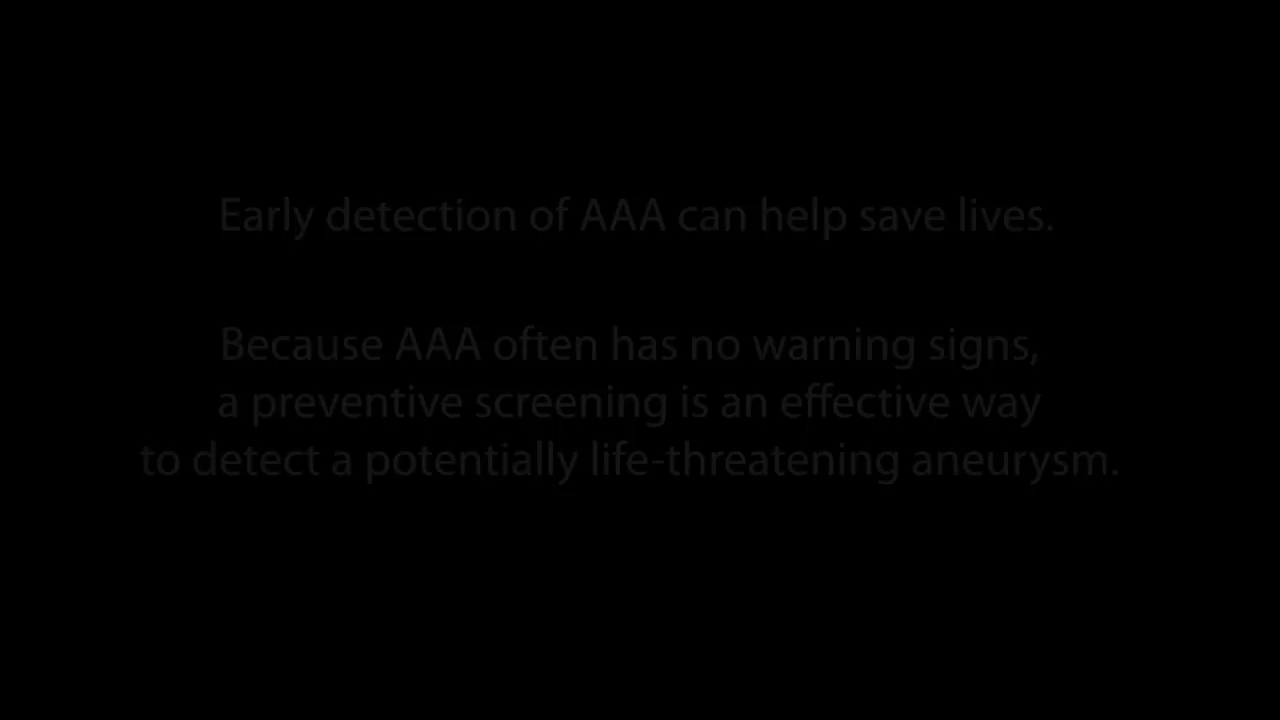 Early detection of AAA can help save lives.
Because AAA often has no warning signs,
a preventive screening is an effective way
to detect a potentially life-threatening aneurysm.